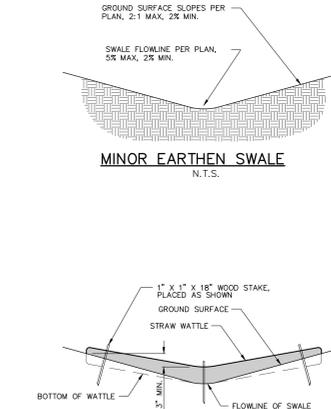 GROUND SURFACE SLOPES PER
PLAN, 2:1 MAX, 2% MIN.
SWALE FLOWLINE PER PLAN,
5% MAX, 2% MIN.
MINOR EARTHEN SWALE
N.T.S.
1" X 1" X 18" WOOD STAKE,
PLACED AS SHOWN
GROUND SURFACE
STRAW WATTLE
BOTTOM OF WATTLE
3" MIN.
FLOWLINE OF SWALE